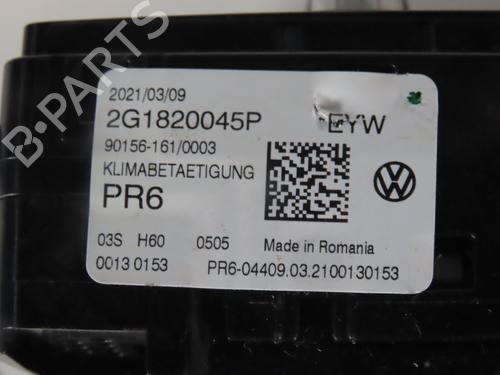 2021/03/09
2G1820045P EYW
90156-161/0003
KLIMABETAETIGUNG
PR6
03S H60 0505 Made in Romania
0013 0153 PR6-04409.03.2100130153
B-Parts